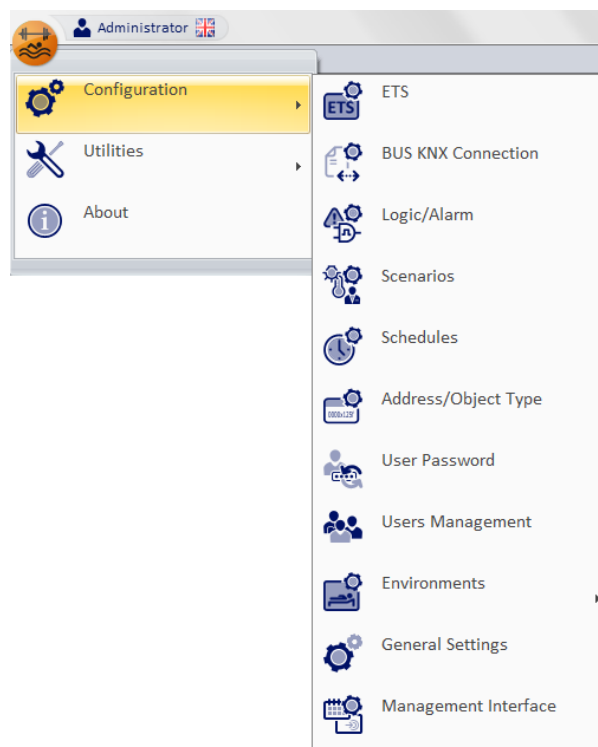 Administrator
Configuration
Utilities
About
ETS
ETS
BUS KNX Connection
Logic/Alarm
Scenarios
Schedules
Address/Object Type
User Password
Users Management
Environments
General Settings
Management Interface